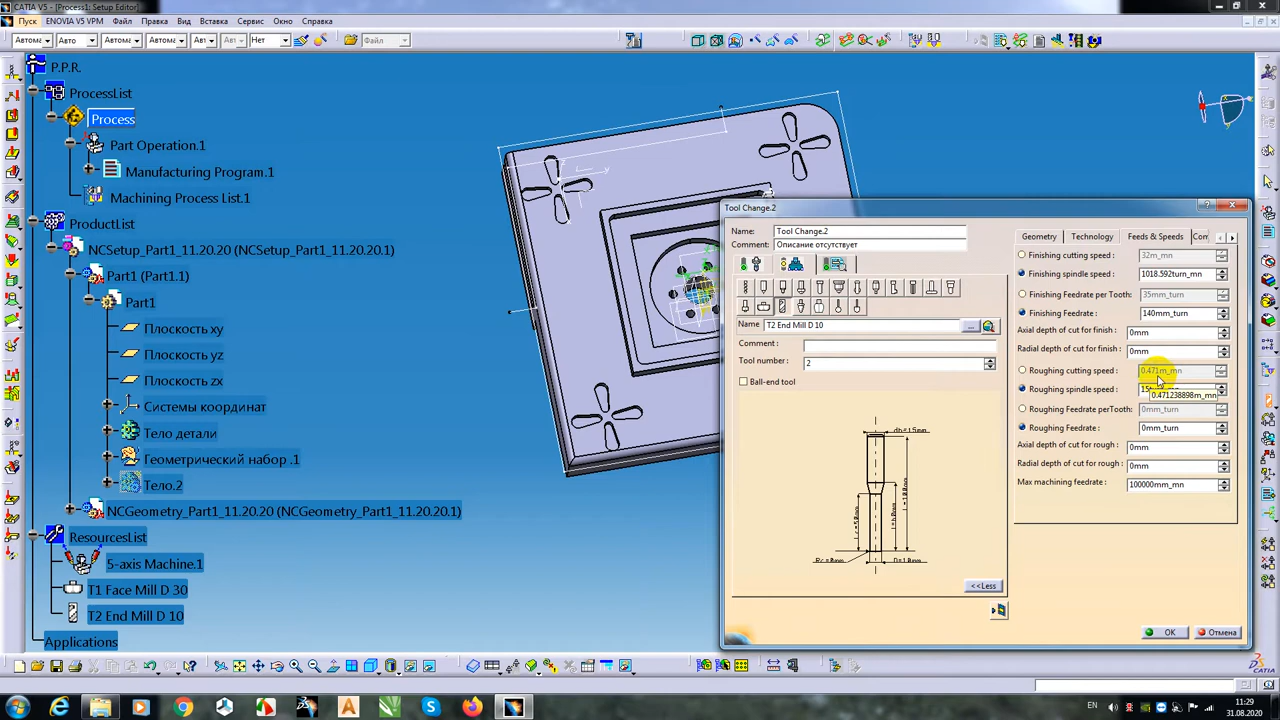 CATIA V5 - [Process1: Setup Editor]
Пуск
ENOVIA V5 VPM
Файл
Правка
Вид
Вставка
Сервис
Окно
Справка
Автома
Авто
Автома
Автома
Авт
Нет
Файл
P.P.R.
ProcessList
Process
Part Operation.1
Manufacturing Program.1
Machining Process List.1
ProductList
NCSetup_Part1_11.20.20 (NCSetup_Part1_11.20.20.1)
Part1 (Part1.1)
Part1
Плоскость xy
Плоскость yz
Плоскость zx
Системы координат
Тело детали
Геометрический набор .1
Тело.2
NCGeometry_Part1_11.20.20 (NCGeometry_Part1_11.20.20.1)
ResourcesList
5-axis Machine.1
T1 Face Mill D 30
T2 End Mill D 10
Applications
Tool Change.2
Name:
Tool Change.2
Comment:
Описание отсутствует
Name
T2 End Mill D 10
...
Comment :
Tool number :
2
Ball-end tool
<<Less
Geometry
Technology
Feeds & Speeds
Finishing cutting speed :
32m_mn
Finishing spindle speed :
1018.592turn_mn
Finishing Feedrate per Tooth:
35mm_turn
Finishing Feedrate :
140mm_turn
Axial depth of cut for finish :
0mm
Radial depth of cut for finish :
0mm
Roughing cutting speed :
0.471m_mn
Roughing spindle speed :
0.471238898m_mn
Roughing Feedrate perTooth:
0mm_turn
Roughing Feedrate :
0mm_turn
Axial depth of cut for rough :
0mm
Radial depth of cut for rough :
0mm
Max machining feedrate :
100000mm_mn
OK
Отмена
EN
11:29
31.08.2020